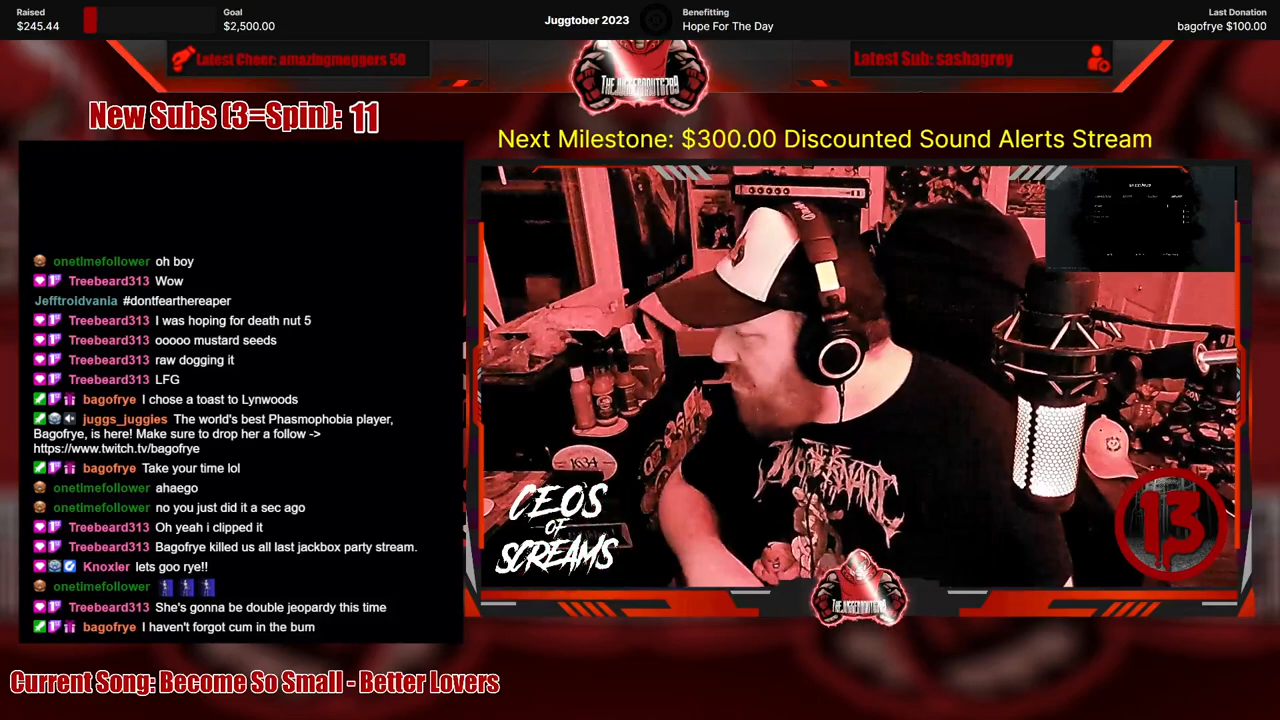 Raised
$245.44
Goal
$2,500.00
Juggtober 2023
Benefitting
Hope For The Day
Last Donation
bagofrye $100.00
Latest Cheer: amazingmoggers 50
THEJUGGERNAUT6789
Latest Sub: sashagrey
New Subs (3=Spin): 11
Next Milestone: $300.00 Discounted Sound Alerts Stream
onetimefollower oh boy
Treebeard313 Wow
Jefftroidvania #dontfearthereaper
Treebeard313 I was hoping for death nut 5
Treebeard313 ooooo mustard seeds
Treebeard313 raw dogging it
Treebeard313 LFG
bagofrye I chose a toast to Lynwoods
juggs_juggies The world's best Phasmophobia player,
Bagofrye, is here! Make sure to drop her a follow ->
https://www.twitch.tv/bagofrye
bagofrye Take your time lol
onetimefollower ahaego
onetimefollower no you just did it a sec ago
Treebeard313 Oh yeah i clipped it
Treebeard313 Bagofrye killed us all last jackbox party stream.
Knoxler lets goo rye!!
onetimefollower
Treebeard313 She's gonna be double jeopardy this time
bagofrye I haven't forgot cum in the bum
1634
CEOS
OF
SCREAMS
13
THEJUGGERNAUT6789
Current Song: Become So Small - Better Lovers